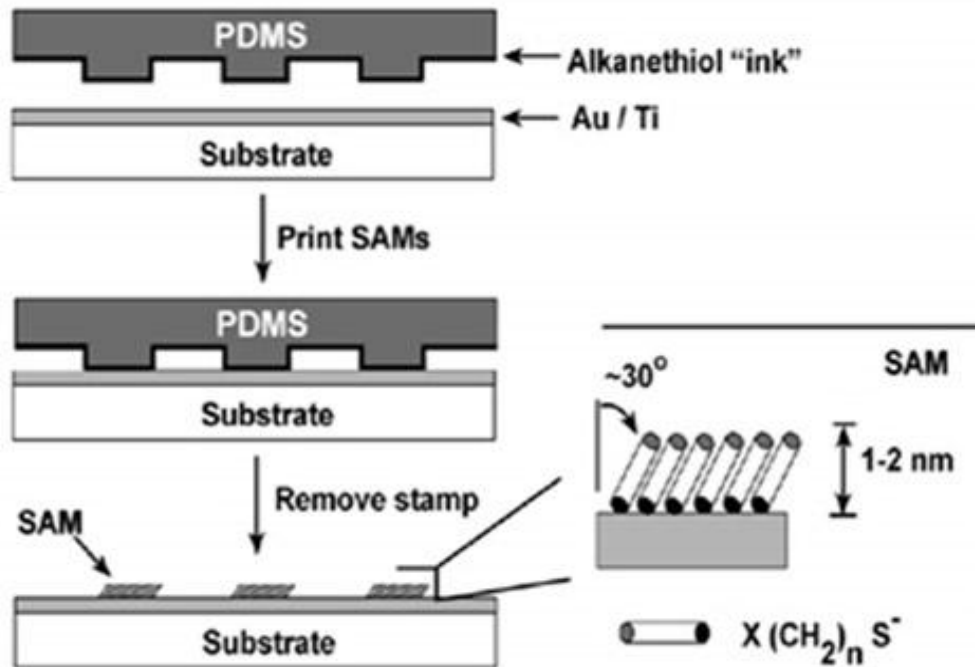 PDMS
Alkanethiol “ink”
Au / Ti
Substrate
Print SAMs
PDMS
Substrate
SAM
~30°
1-2 nm
Remove stamp
SAM
Substrate
X (CH₂)ₙ S⁻